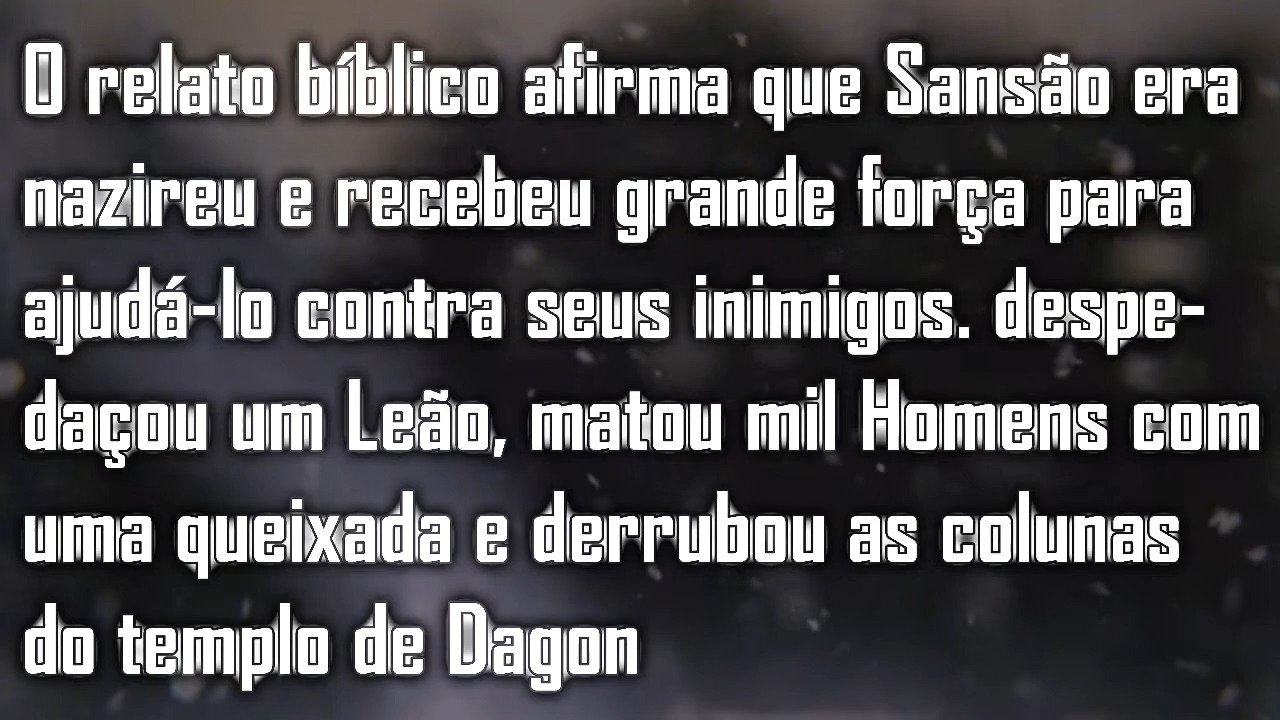 O relato bíblico afirma que Sansão era
nazireu e recebeu grande força para
ajudá-lo contra seus inimigos. despe-
daçou um Leão, matou mil Homens com
uma queixada e derrubou as colunas
do templo de Dagon